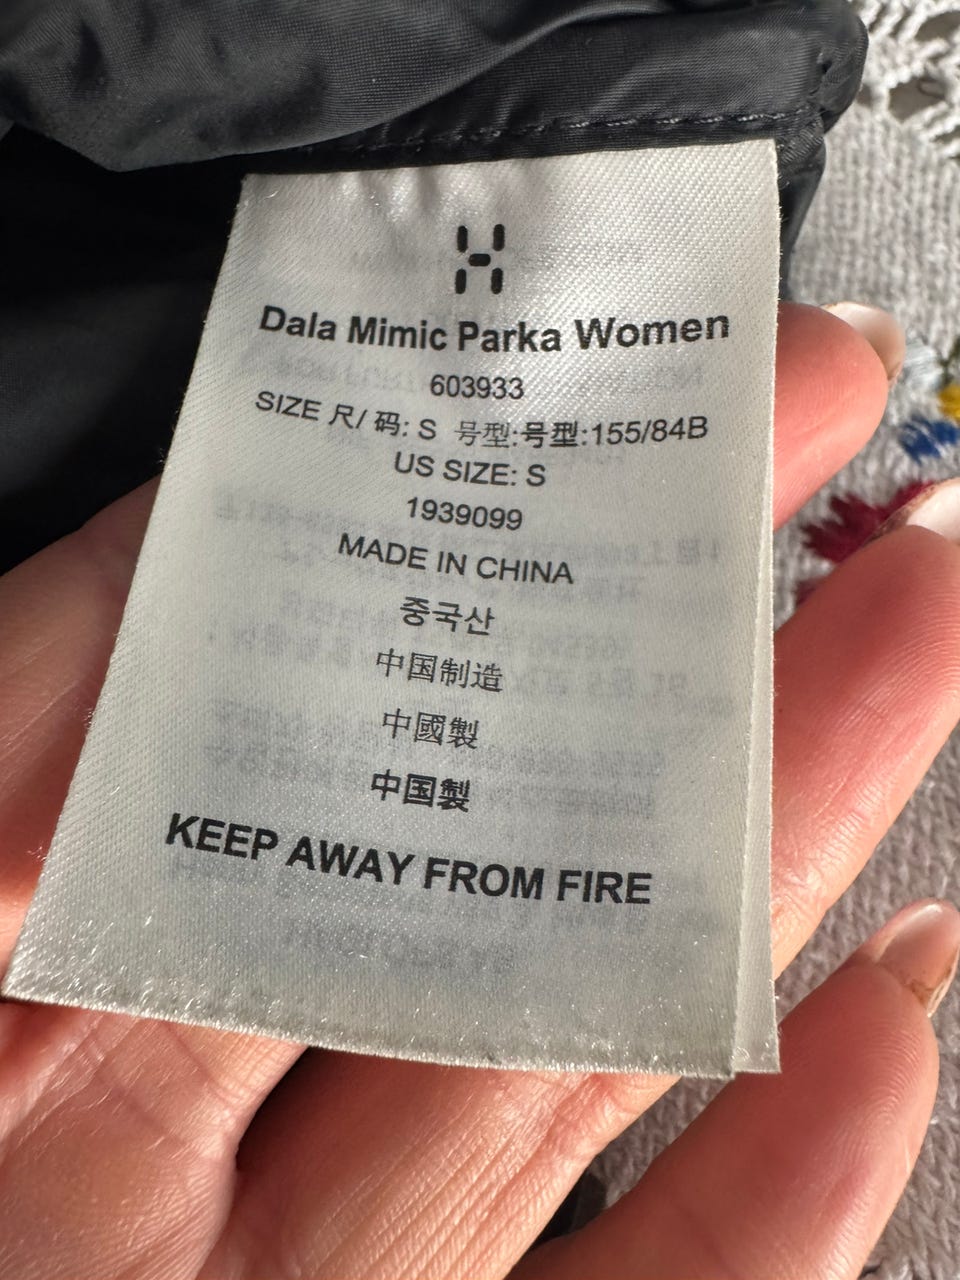 Dala Mimic Parka Women
603933
SIZE 尺/ 码: S 号型:号型:155/84B
US SIZE: S
1939099
MADE IN CHINA
중국산
中国制造
中國製
中国製
KEEP AWAY FROM FIRE